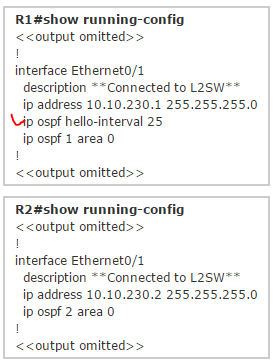 R1#show running-config
<<output omitted>>
!
interface Ethernet0/1
description **Connected to L2SW**
ip address 10.10.230.1 255.255.255.0
ip ospf hello-interval 25
ip ospf 1 area 0
!
<<output omitted>>
R2#show running-config
<<output omitted>>
!
interface Ethernet0/1
description **Connected to L2SW**
ip address 10.10.230.2 255.255.255.0
ip ospf 2 area 0
!
<<output omitted>>